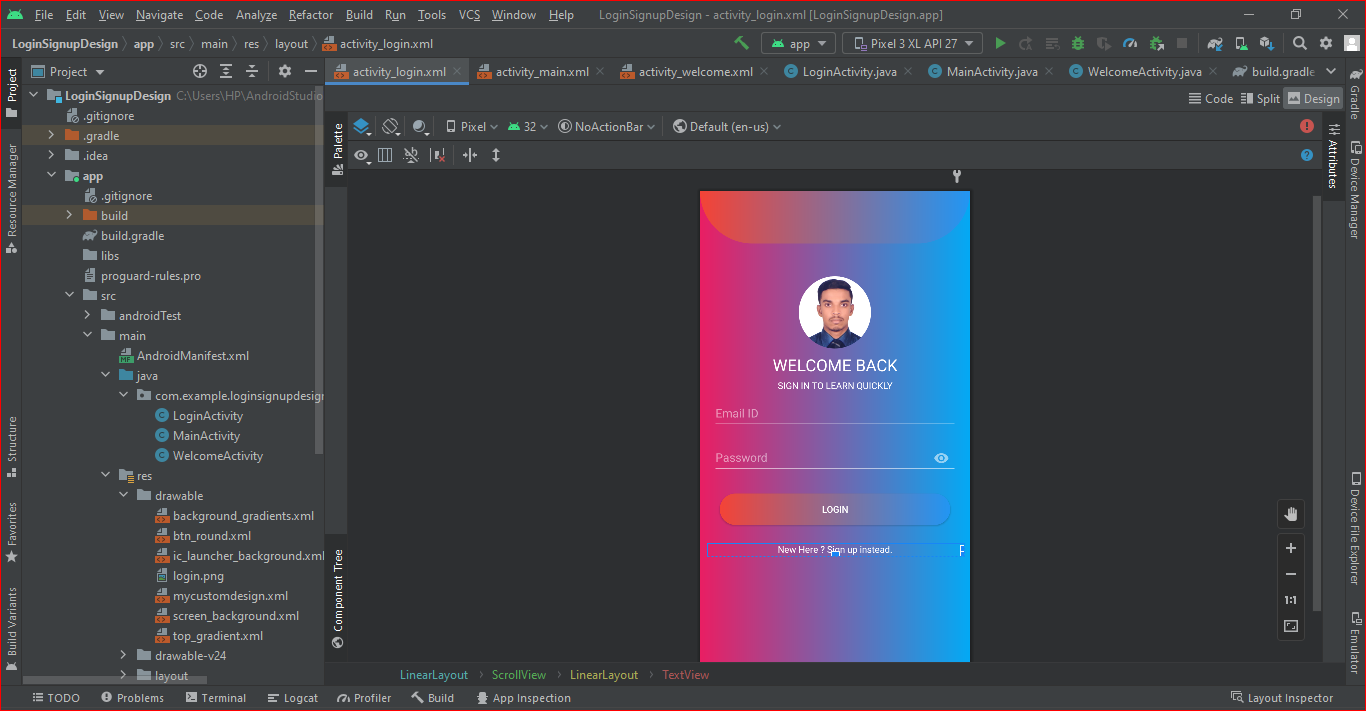 File Edit View Navigate Code Analyze Refactor Build Run Tools VCS Window Help LoginSignupDesign - activity_login.xml [LoginSignupDesign.app]
LoginSignupDesign app src main res layout activity_login.xml app Pixel 3 XL API 27
Project
activity_login.xml activity_main.xml activity_welcome.xml LoginActivity.java MainActivity.java WelcomeActivity.java build.gradle
LoginSignupDesign C:\Users\HP\AndroidStudio
.gitignore
.gradle
.idea
app
.gitignore
build
build.gradle
libs
proguard-rules.pro
src
androidTest
main
AndroidManifest.xml
java
com.example.loginsignupdesign
LoginActivity
MainActivity
WelcomeActivity
res
drawable
background_gradients.xml
btn_round.xml
ic_launcher_background.xml
login.png
mycustomdesign.xml
screen_background.xml
top_gradient.xml
drawable-v24
layout
Project
Resource Manager
Structure
Favorites
Build Variants
Code Split Design
Pixel 32 NoActionBar Default (en-us)
Palette
Component Tree
WELCOME BACK
SIGN IN TO LEARN QUICKLY
Email ID
Password
LOGIN
New Here ? Sign up instead.
1:1
Attributes
Gradle
Device Manager
Device File Explorer
Emulator
LinearLayout ScrollView LinearLayout TextView
TODO Problems Terminal Logcat Profiler Build App Inspection Layout Inspector